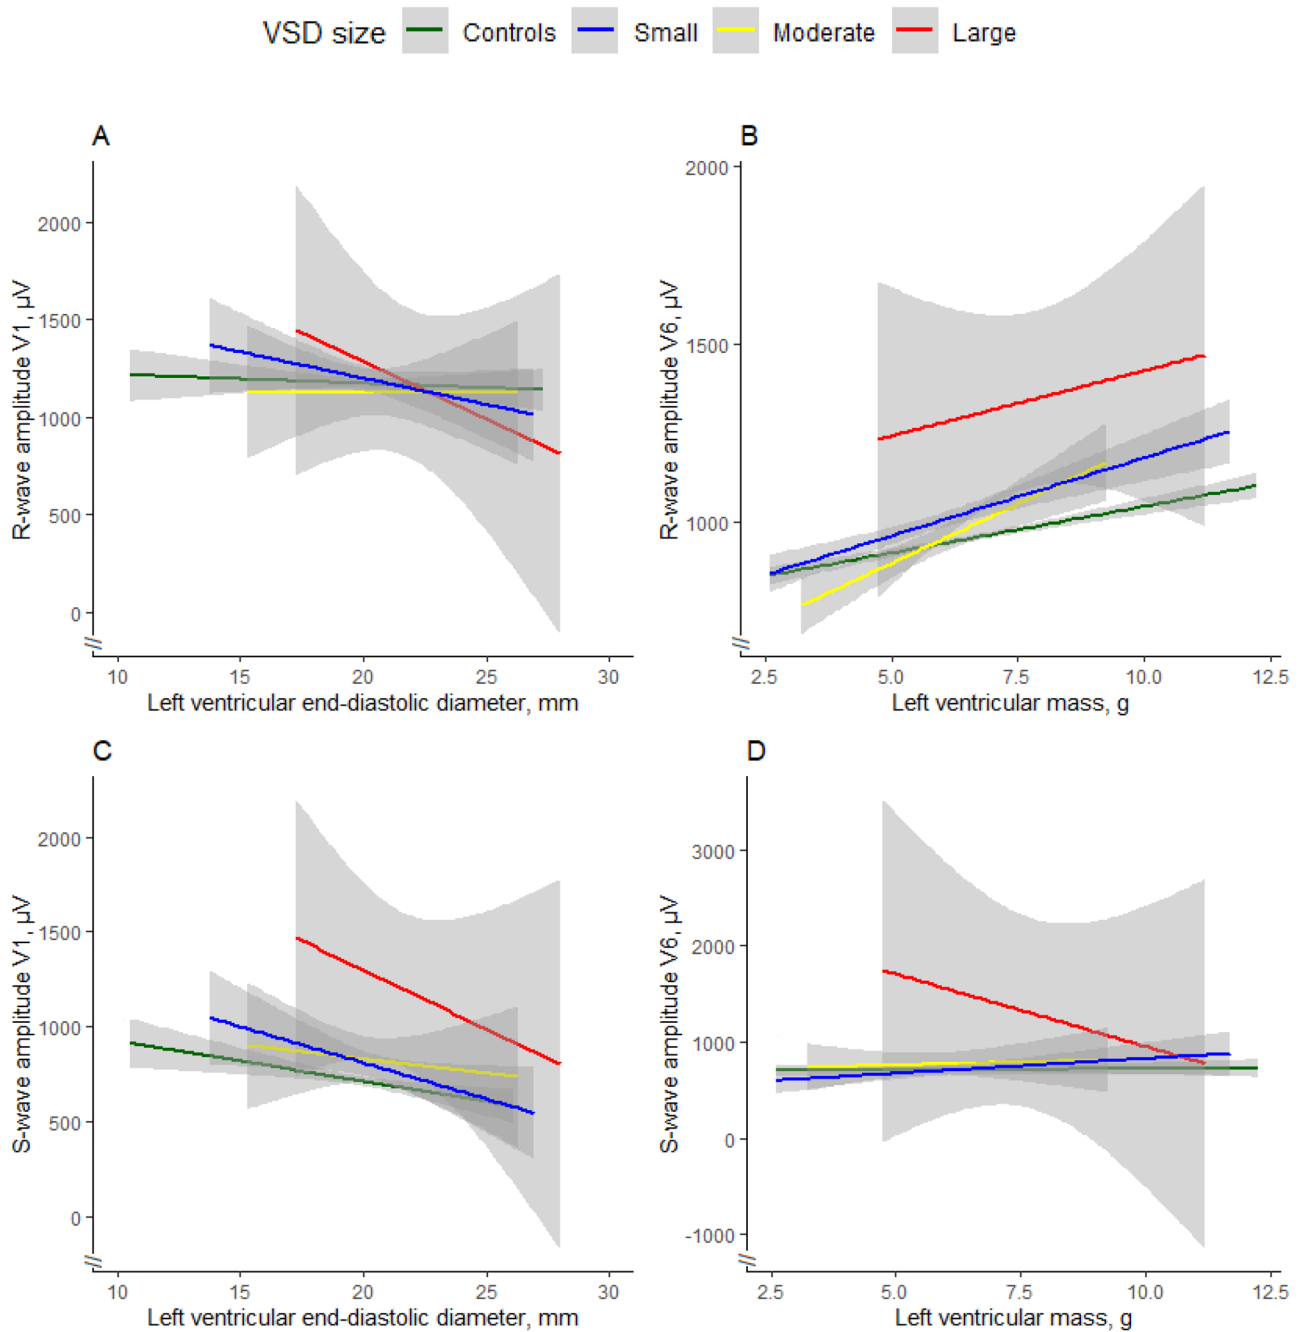 VSD size Controls Small Moderate Large
A
R-wave amplitude V1, µV
2000
1500
1000
500
0
10 15 20 25 30
Left ventricular end-diastolic diameter, mm
B
R-wave amplitude V6, µV
2000
1500
1000
2.5 5.0 7.5 10.0 12.5
Left ventricular mass, g
C
S-wave amplitude V1, µV
2000
1500
1000
500
0
10 15 20 25 30
Left ventricular end-diastolic diameter, mm
D
S-wave amplitude V6, µV
3000
2000
1000
0
-1000
2.5 5.0 7.5 10.0 12.5
Left ventricular mass, g